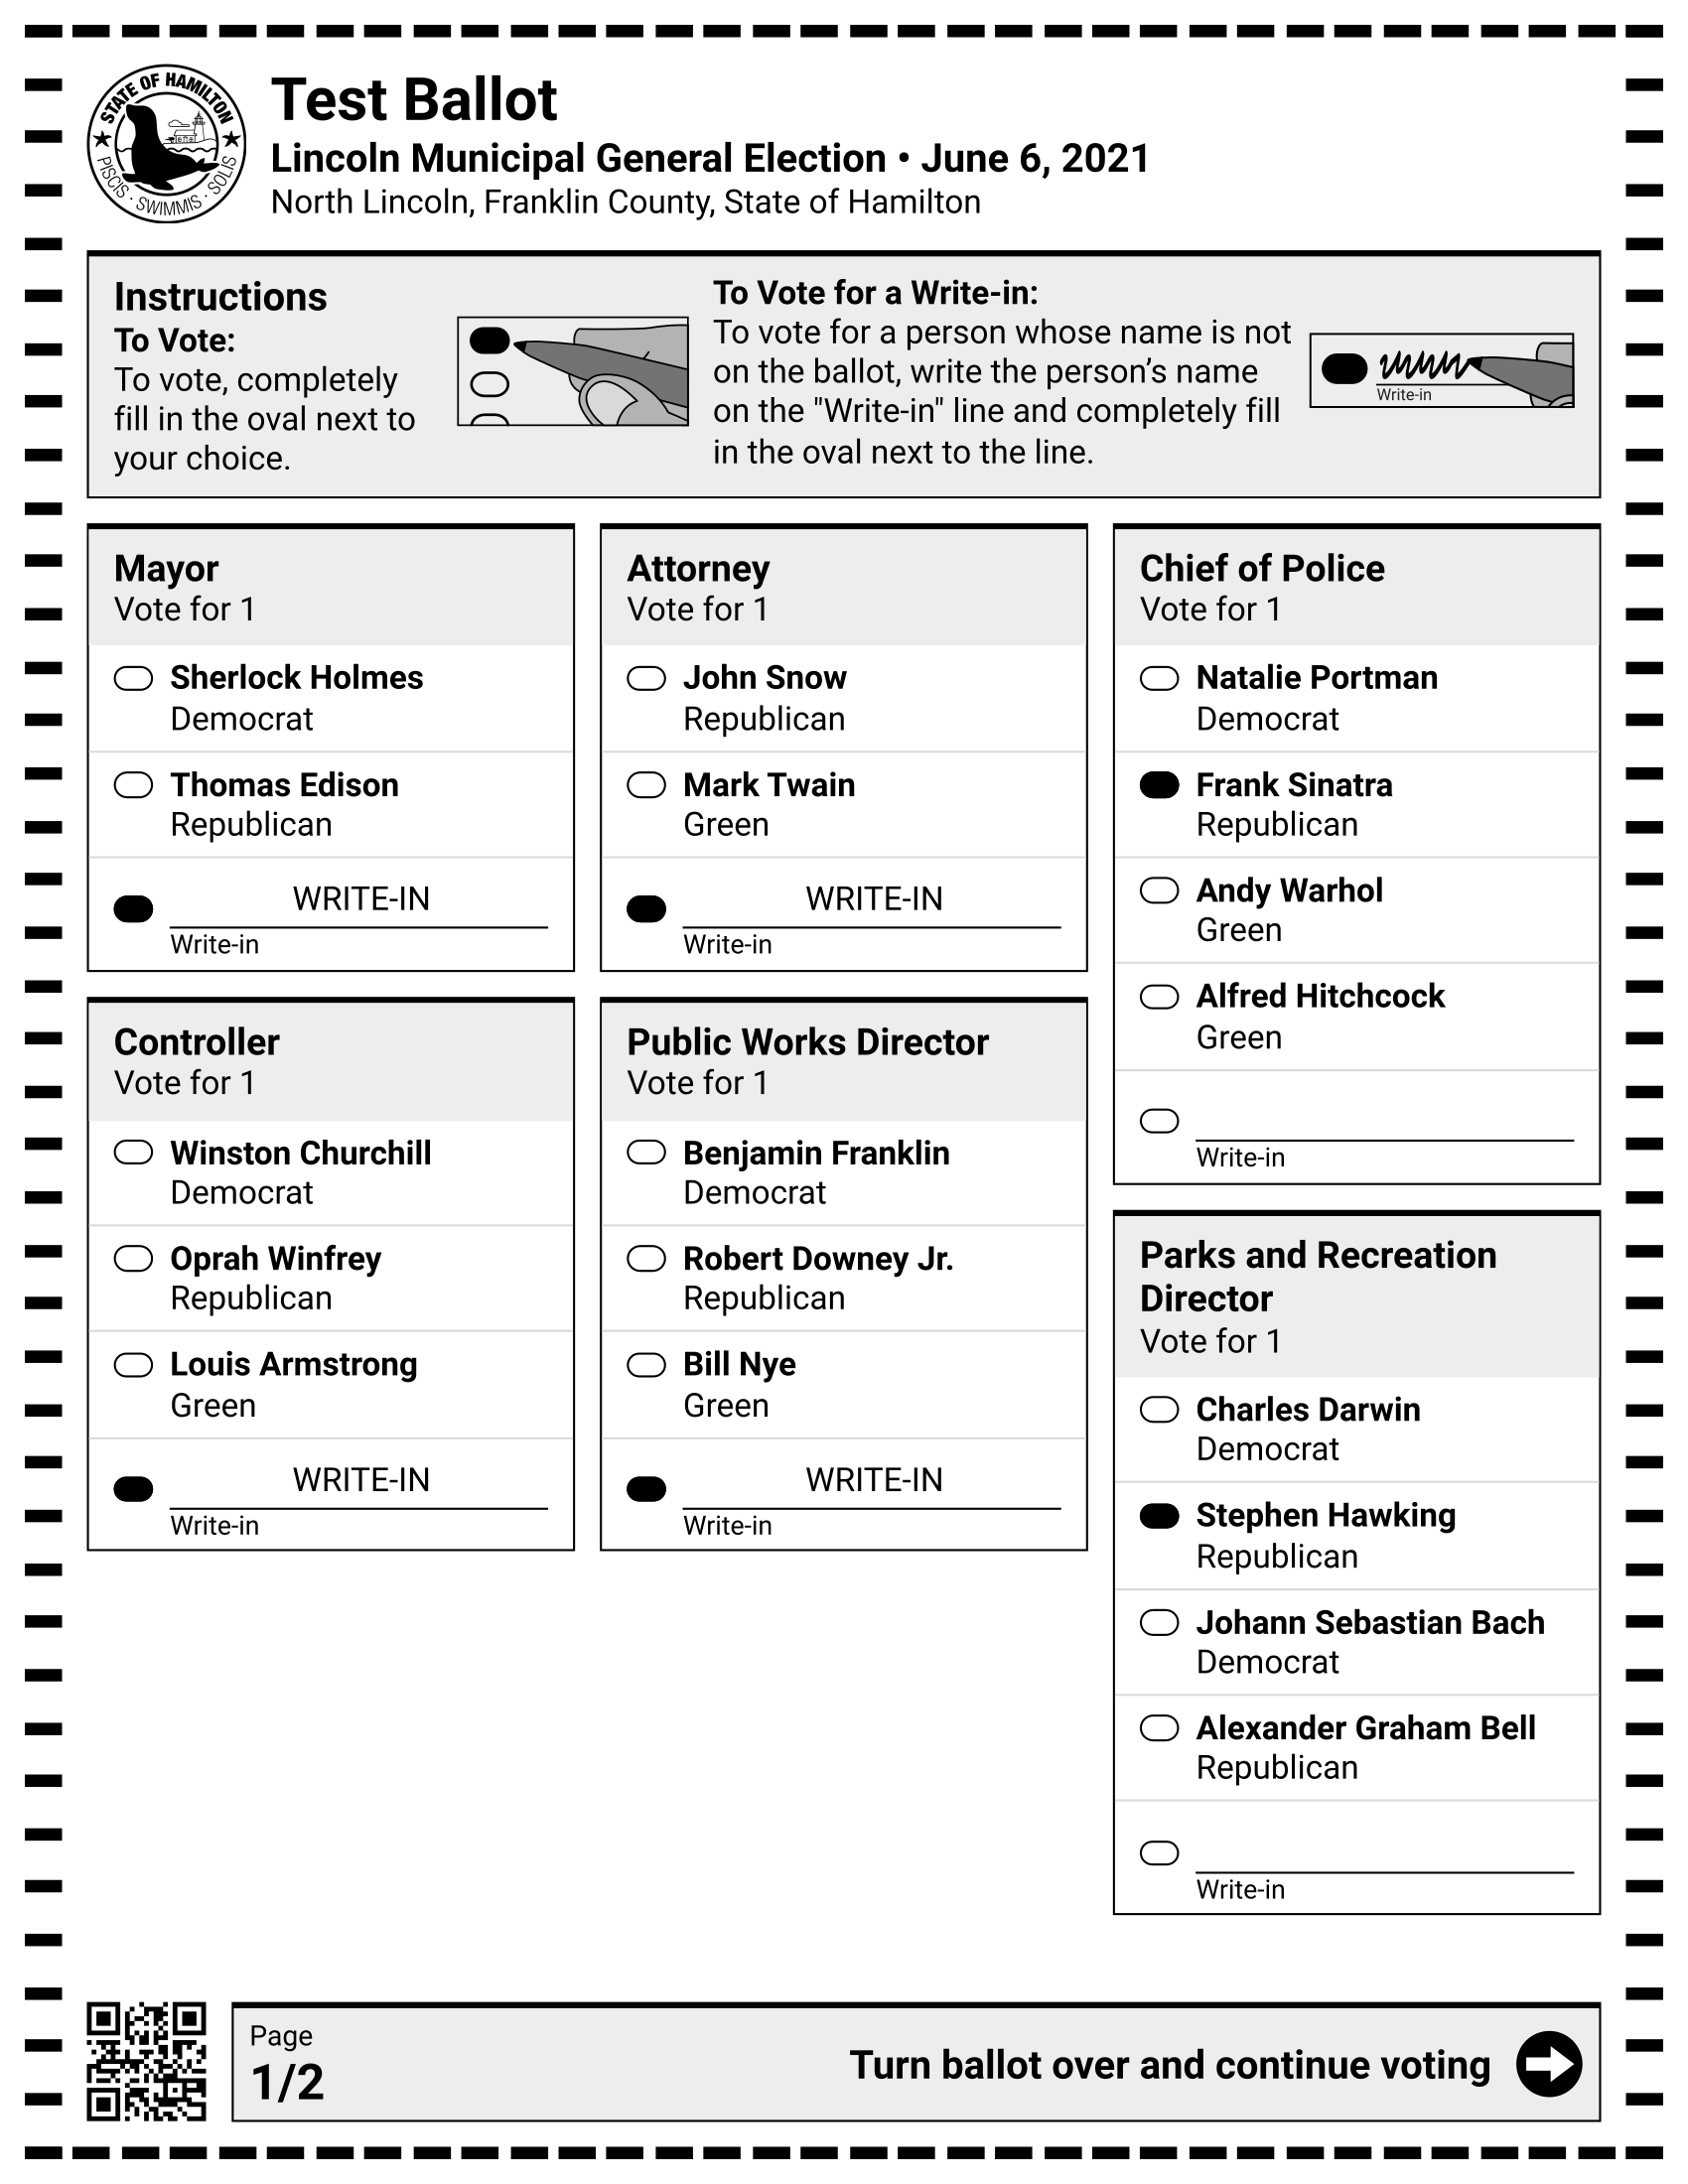 STATE OF HAMILTON
PISCIS · SWIMMIS · SOLIS
Test Ballot
Lincoln Municipal General Election • June 6, 2021
North Lincoln, Franklin County, State of Hamilton
Instructions
To Vote:
To vote, completely
fill in the oval next to
your choice.
To Vote for a Write-in:
To vote for a person whose name is not
on the ballot, write the person’s name
on the "Write-in" line and completely fill
in the oval next to the line.
Write-in
Mayor
Vote for 1
Sherlock Holmes
Democrat
Thomas Edison
Republican
WRITE-IN
Write-in
Controller
Vote for 1
Winston Churchill
Democrat
Oprah Winfrey
Republican
Louis Armstrong
Green
WRITE-IN
Write-in
Attorney
Vote for 1
John Snow
Republican
Mark Twain
Green
WRITE-IN
Write-in
Public Works Director
Vote for 1
Benjamin Franklin
Democrat
Robert Downey Jr.
Republican
Bill Nye
Green
WRITE-IN
Write-in
Chief of Police
Vote for 1
Natalie Portman
Democrat
Frank Sinatra
Republican
Andy Warhol
Green
Alfred Hitchcock
Green
Write-in
Parks and Recreation
Director
Vote for 1
Charles Darwin
Democrat
Stephen Hawking
Republican
Johann Sebastian Bach
Democrat
Alexander Graham Bell
Republican
Write-in
Page
1/2
Turn ballot over and continue voting